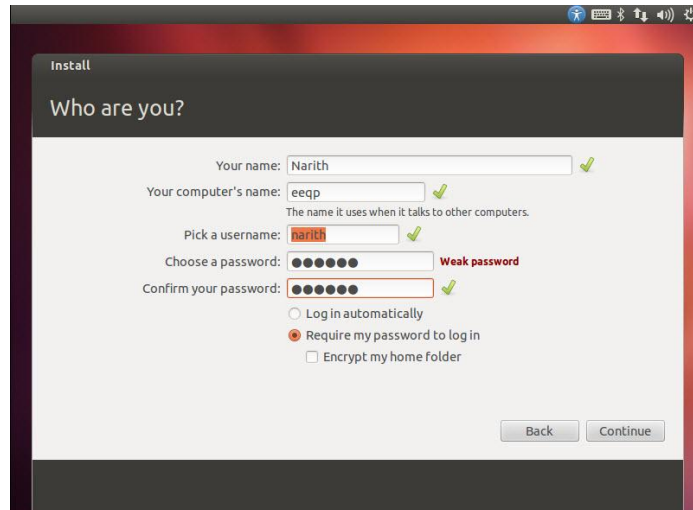 Install
Who are you?
Your name: Narith
Your computer's name: eeqp
The name it uses when it talks to other computers.
Pick a username: narith
Choose a password: ●●●●●● Weak password
Confirm your password: ●●●●●●
Log in automatically
Require my password to log in
Encrypt my home folder
Back Continue